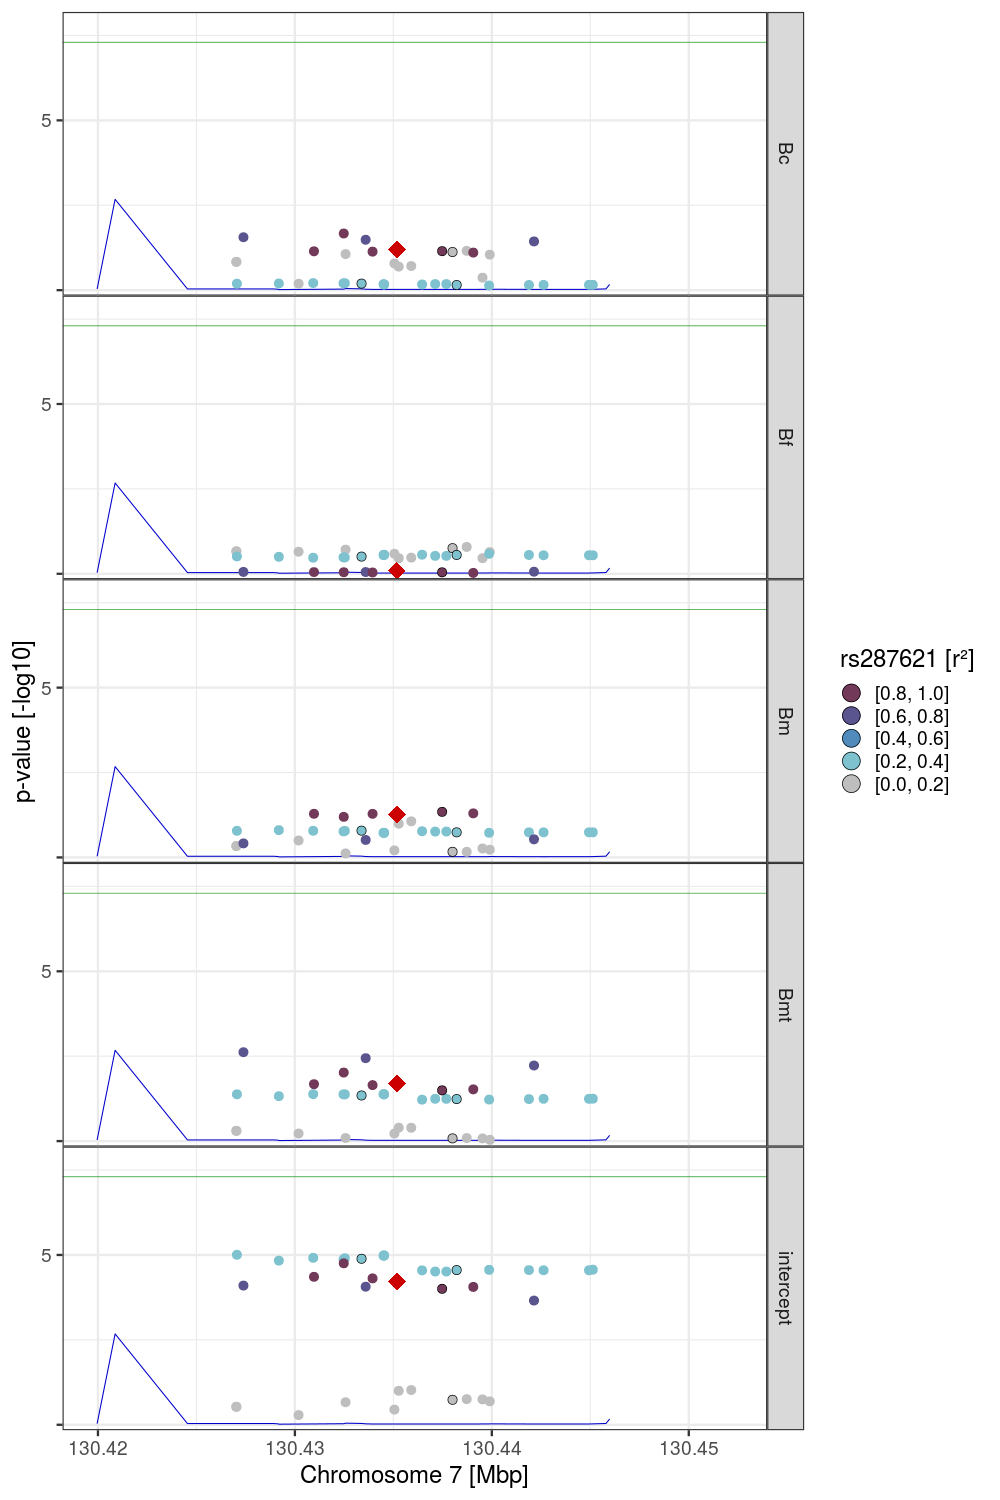 Bc
5
Bf
5
Bm
5
Bmt
5
intercept
5
p-value [-log10]
130.42 130.43 130.44 130.45
Chromosome 7 [Mbp]
rs287621 [r²]
[0.8, 1.0]
[0.6, 0.8]
[0.4, 0.6]
[0.2, 0.4]
[0.0, 0.2]